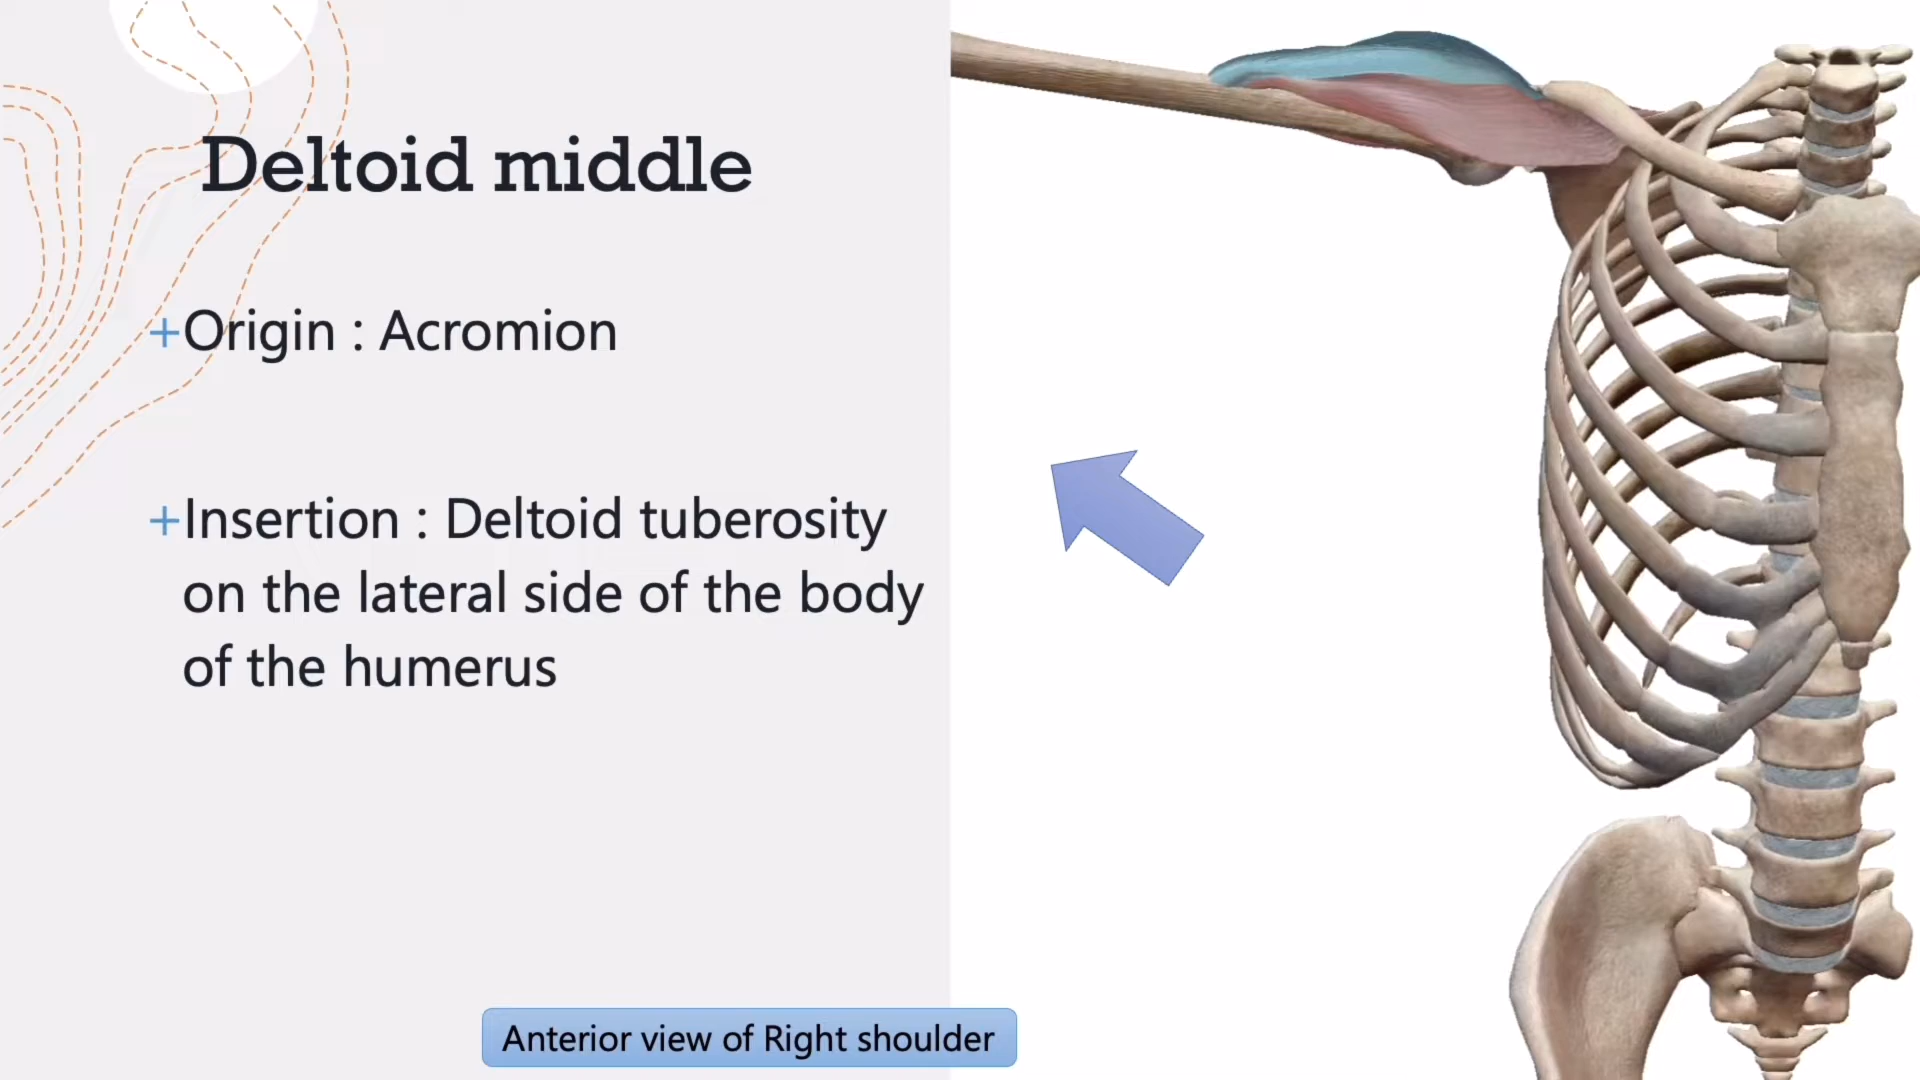 Deltoid middle
+Origin : Acromion
+Insertion : Deltoid tuberosity
on the lateral side of the body
of the humerus
Anterior view of Right shoulder